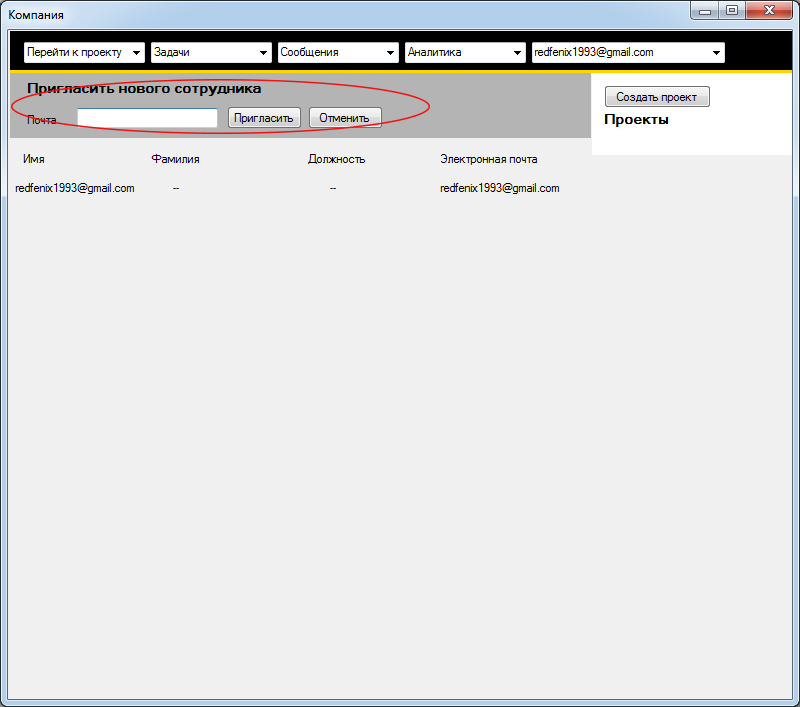 Компания
Перейти к проекту Задачи Сообщения Аналитика redfenix1993@gmail.com
Пригласить нового сотрудника
Почта Пригласить Отменить
Создать проект
Проекты
Имя Фамилия Должность Электронная почта
redfenix1993@gmail.com -- -- redfenix1993@gmail.com